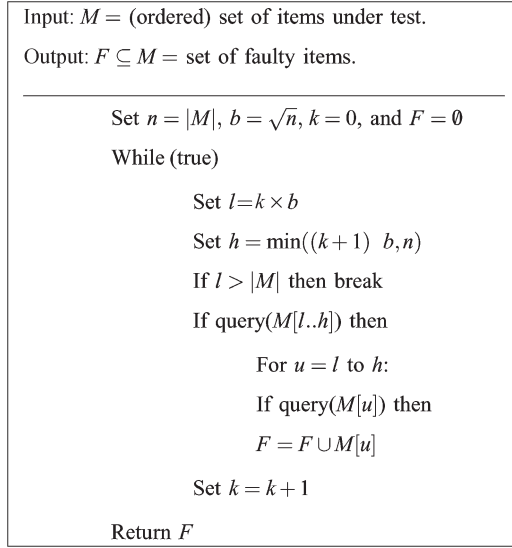 Input: M = (ordered) set of items under test.
Output: F ⊆ M = set of faulty items.
Set n = |M|, b = √n, k = 0, and F = ∅
While (true)
Set l=k × b
Set h = min((k+1) b,n)
If l > |M| then break
If query(M[l..h]) then
For u = l to h:
If query(M[u]) then
F = F ∪ M[u]
Set k = k+1
Return F